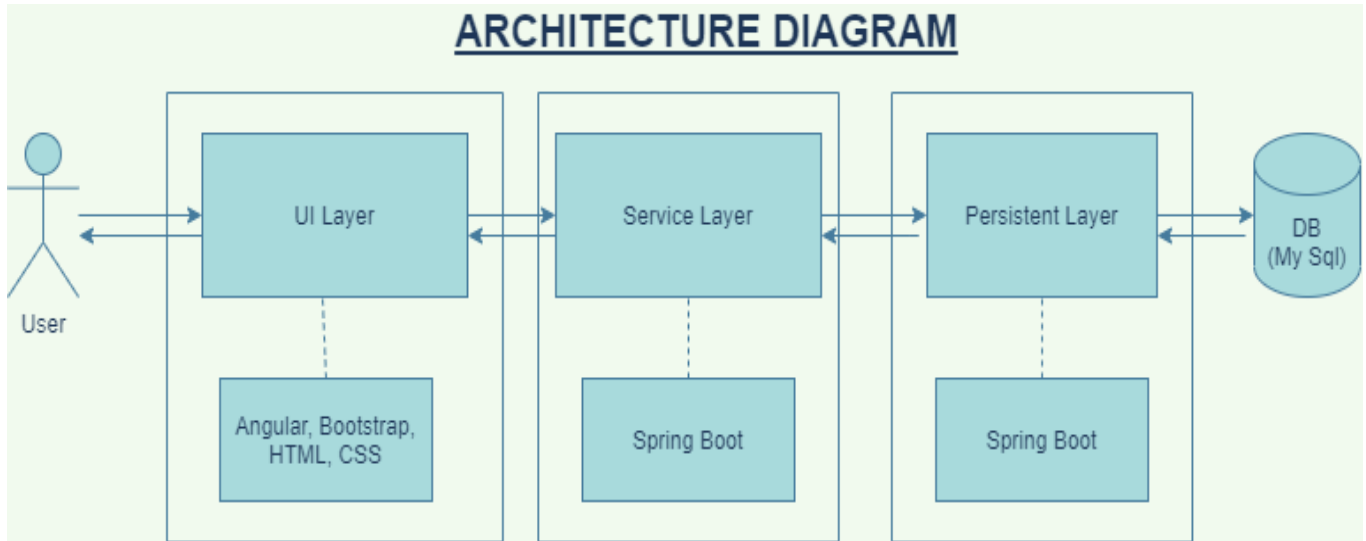 ARCHITECTURE DIAGRAM
User
UI Layer
Angular, Bootstrap,
HTML, CSS
Service Layer
Spring Boot
Persistent Layer
Spring Boot
DB
(My Sql)